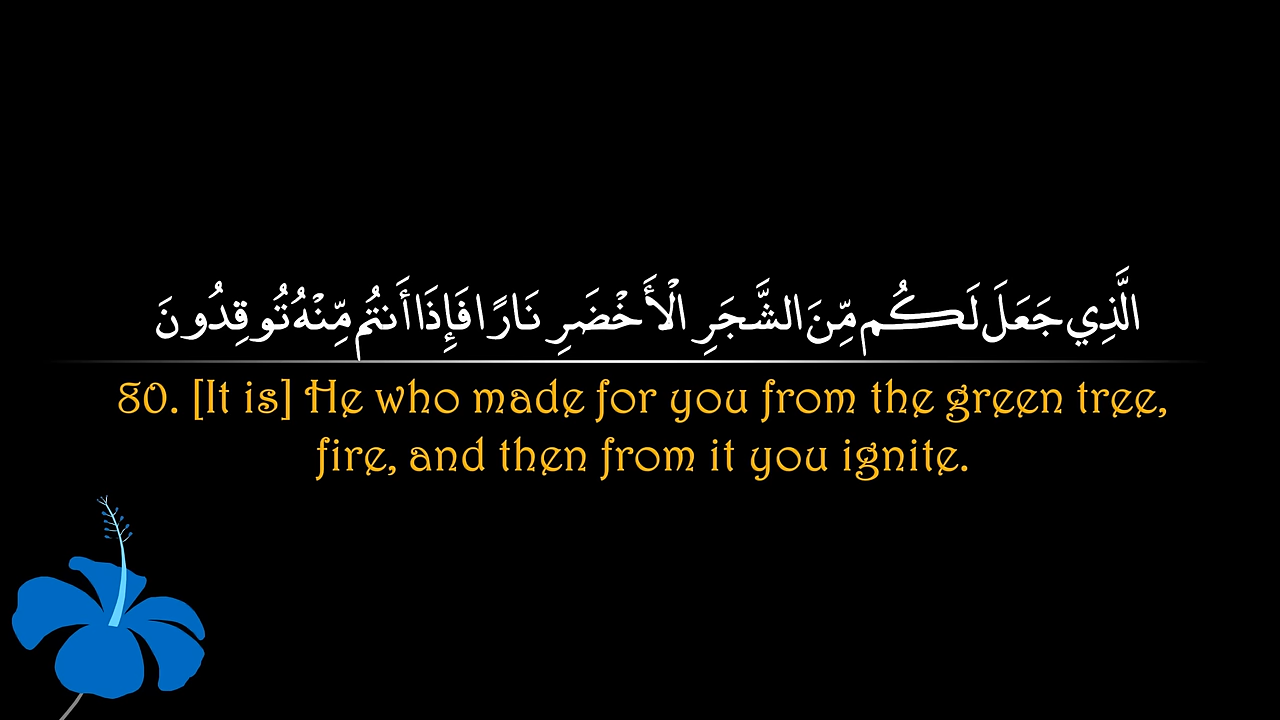 الَّذِي جَعَلَ لَكُم مِّنَ الشَّجَرِ الْأَخْضَرِ نَارًا فَإِذَا أَنتُم مِّنْهُ تُوقِدُونَ
80. [It is] He who made for you from the green tree,
fire, and then from it you ignite.